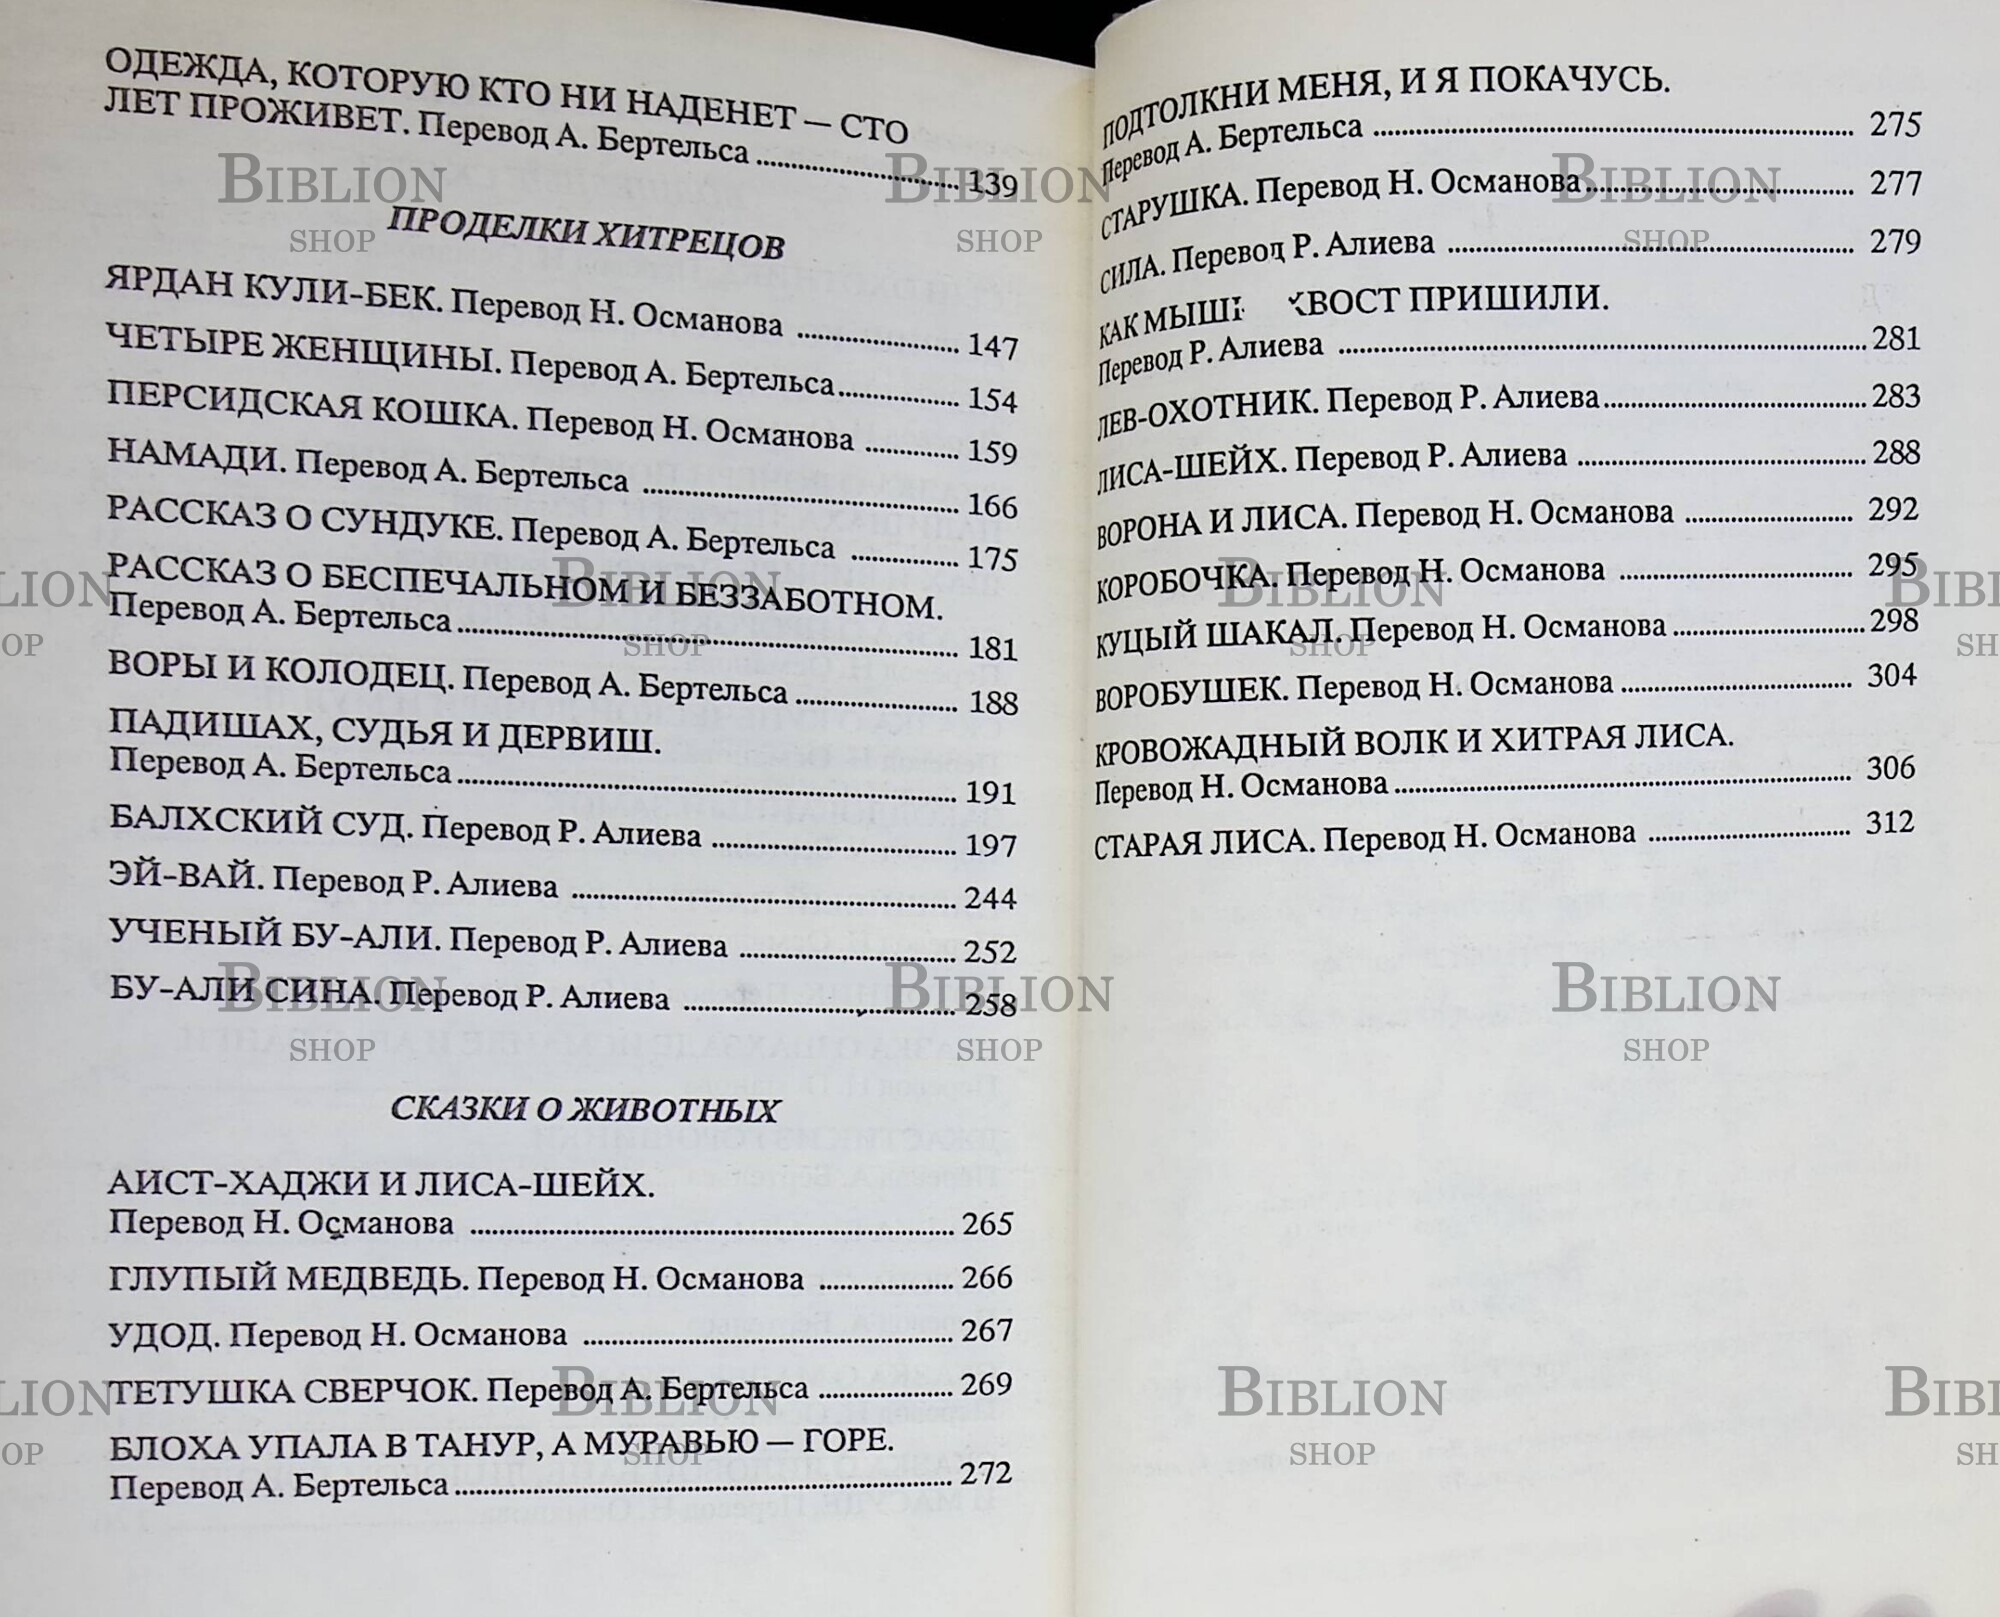 ОДЕЖДА, КОТОРУЮ КТО НИ НАДЕНЕТ — СТО
ЛЕТ ПРОЖИВЕТ. Перевод А. Бертельса ........ 139
ПРОДЕЛКИ ХИТРЕЦОВ
ЯРДАН КУЛИ-БЕК. Перевод Н. Османова ........ 147
ЧЕТЫРЕ ЖЕНЩИНЫ. Перевод А. Бертельса ........ 154
ПЕРСИДСКАЯ КОШКА. Перевод Н. Османова ........ 159
НАМАДИ. Перевод А. Бертельса ........ 166
РАССКАЗ О СУНДУКЕ. Перевод А. Бертельса ........ 175
РАССКАЗ О БЕСПЕЧАЛЬНОМ И БЕЗЗАБОТНОМ.
Перевод А. Бертельса ........ 181
ВОРЫ И КОЛОДЕЦ. Перевод А. Бертельса ........ 188
ПАДИШАХ, СУДЬЯ И ДЕРВИШ.
Перевод А. Бертельса ........ 191
БАЛХСКИЙ СУД. Перевод Р. Алиева ........ 197
ЭЙ-ВАЙ. Перевод Р. Алиева ........ 244
УЧЕНЫЙ БУ-АЛИ. Перевод Р. Алиева ........ 252
БУ-АЛИ СИНА. Перевод Р. Алиева ........ 258
СКАЗКИ О ЖИВОТНЫХ
АИСТ-ХАДЖИ И ЛИСА-ШЕЙХ.
Перевод Н. Османова ........ 265
ГЛУПЫЙ МЕДВЕДЬ. Перевод Н. Османова ........ 266
УДОД. Перевод Н. Османова ........ 267
ТЕТУШКА СВЕРЧОК. Перевод А. Бертельса ........ 269
БЛОХА УПАЛА В ТАНУР, А МУРАВЬЮ — ГОРЕ.
Перевод А. Бертельса ........ 272
ПОДТОЛКНИ МЕНЯ, И Я ПОКАЧУСЬ.
Перевод А. Бертельса ........ 275
СТАРУШКА. Перевод Н. Османова ........ 277
СИЛА. Перевод Р. Алиева ........ 279
КАК МЫШИ ХВОСТ ПРИШИЛИ.
Перевод Р. Алиева ........ 281
ЛЕВ-ОХОТНИК. Перевод Р. Алиева ........ 283
ЛИСА-ШЕЙХ. Перевод Р. Алиева ........ 288
ВОРОНА И ЛИСА. Перевод Н. Османова ........ 292
КОРОБОЧКА. Перевод Н. Османова ........ 295
КУЦЫЙ ШАКАЛ. Перевод Н. Османова ........ 298
ВОРОБУШЕК. Перевод Н. Османова ........ 304
КРОВОЖАДНЫЙ ВОЛК И ХИТРАЯ ЛИСА.
Перевод Н. Османова ........ 306
СТАРАЯ ЛИСА. Перевод Н. Османова ........ 312
BIBLION
SHOP